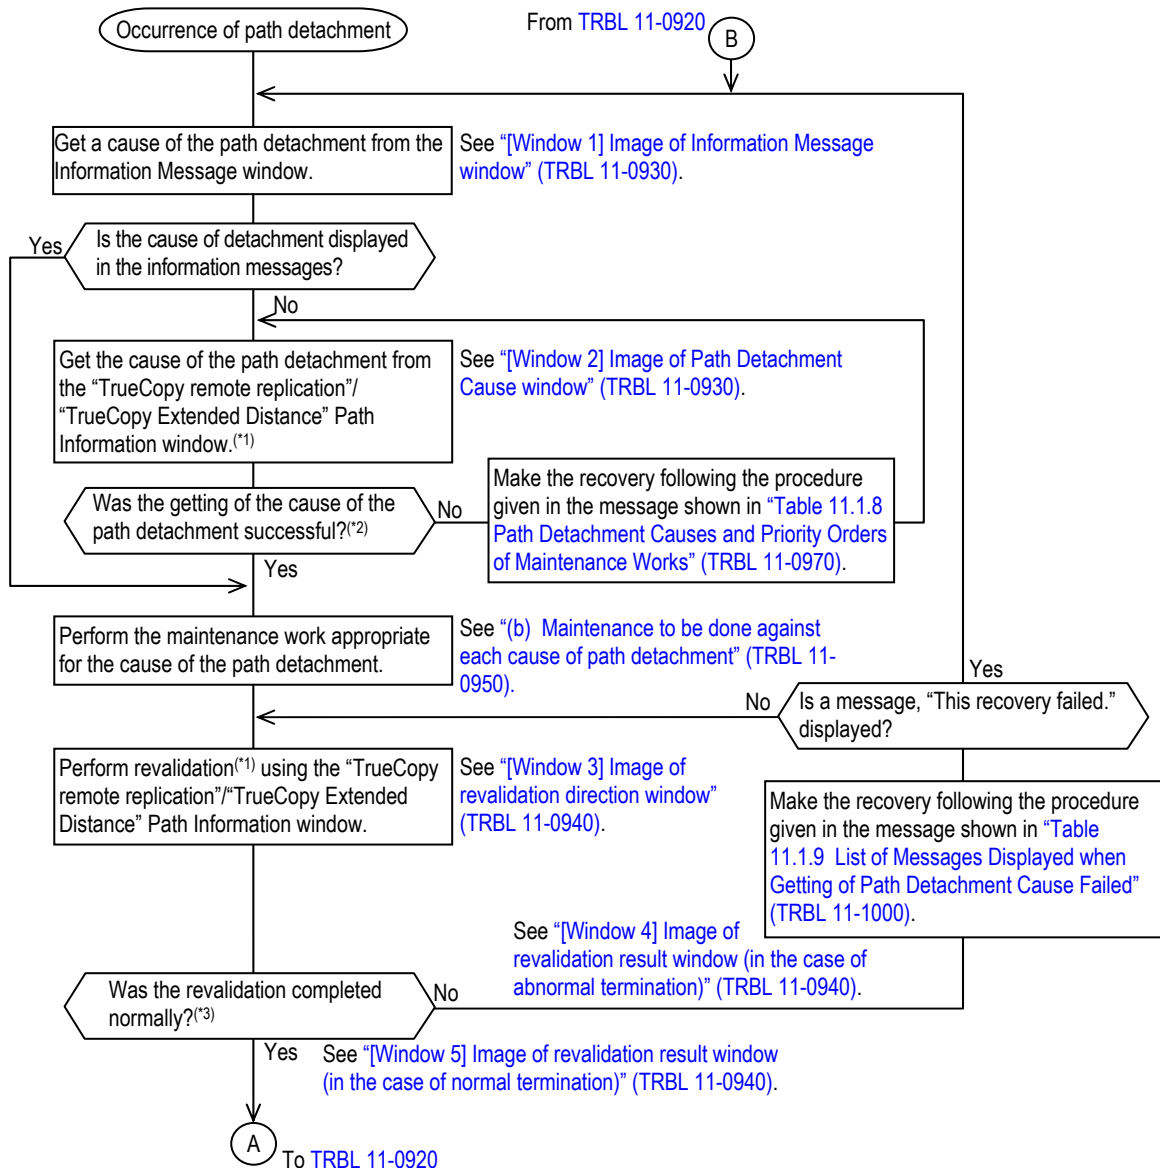 Occurrence of path detachment
From TRBL 11-0920
B
Get a cause of the path detachment from the
Information Message window.
See “[Window 1] Image of Information Message
window” (TRBL 11-0930).
Is the cause of detachment displayed
in the information messages?
Yes
No
Get the cause of the path detachment from
the “TrueCopy remote replication”/
“TrueCopy Extended Distance” Path
Information window.(*1)
See “[Window 2] Image of Path Detachment
Cause window” (TRBL 11-0930).
Was the getting of the cause of the
path detachment successful?(*2)
No
Make the recovery following the procedure
given in the message shown in “Table 11.1.8
Path Detachment Causes and Priority Orders
of Maintenance Works” (TRBL 11-0970).
Yes
Perform the maintenance work appropriate
for the cause of the path detachment.
See “(b) Maintenance to be done against
each cause of path detachment” (TRBL 11-
0950).
Yes
No
Is a message, “This recovery failed.”
displayed?
Perform revalidation(*1) using the “TrueCopy
remote replication”/“TrueCopy Extended
Distance” Path Information window.
See “[Window 3] Image of
revalidation direction window”
(TRBL 11-0940).
Make the recovery following the procedure
given in the message shown in “Table
11.1.9 List of Messages Displayed when
Getting of Path Detachment Cause Failed”
(TRBL 11-1000).
See “[Window 4] Image of
revalidation result window (in the case of
abnormal termination)” (TRBL 11-0940).
Was the revalidation completed
normally?(*3)
No
Yes
See “[Window 5] Image of revalidation result window
(in the case of normal termination)” (TRBL 11-0940).
A
To TRBL 11-0920